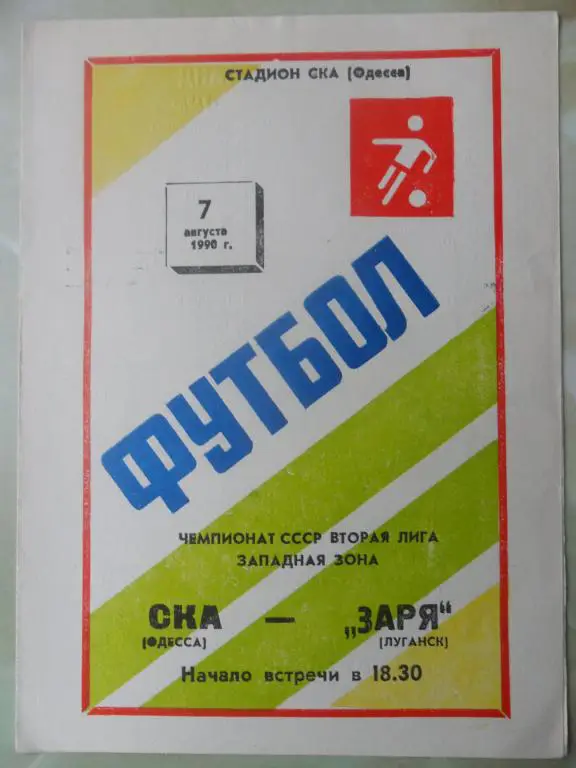 СТАДИОН СКА (Одесса)
7
августа
1990 г.
ФУТБОЛ
ЧЕМПИОНАТ СССР ВТОРАЯ ЛИГА
ЗАПАДНАЯ ЗОНА
СКА — „ЗАРЯ“
(ОДЕССА) (ЛУГАНСК)
Начало встречи в 18.30